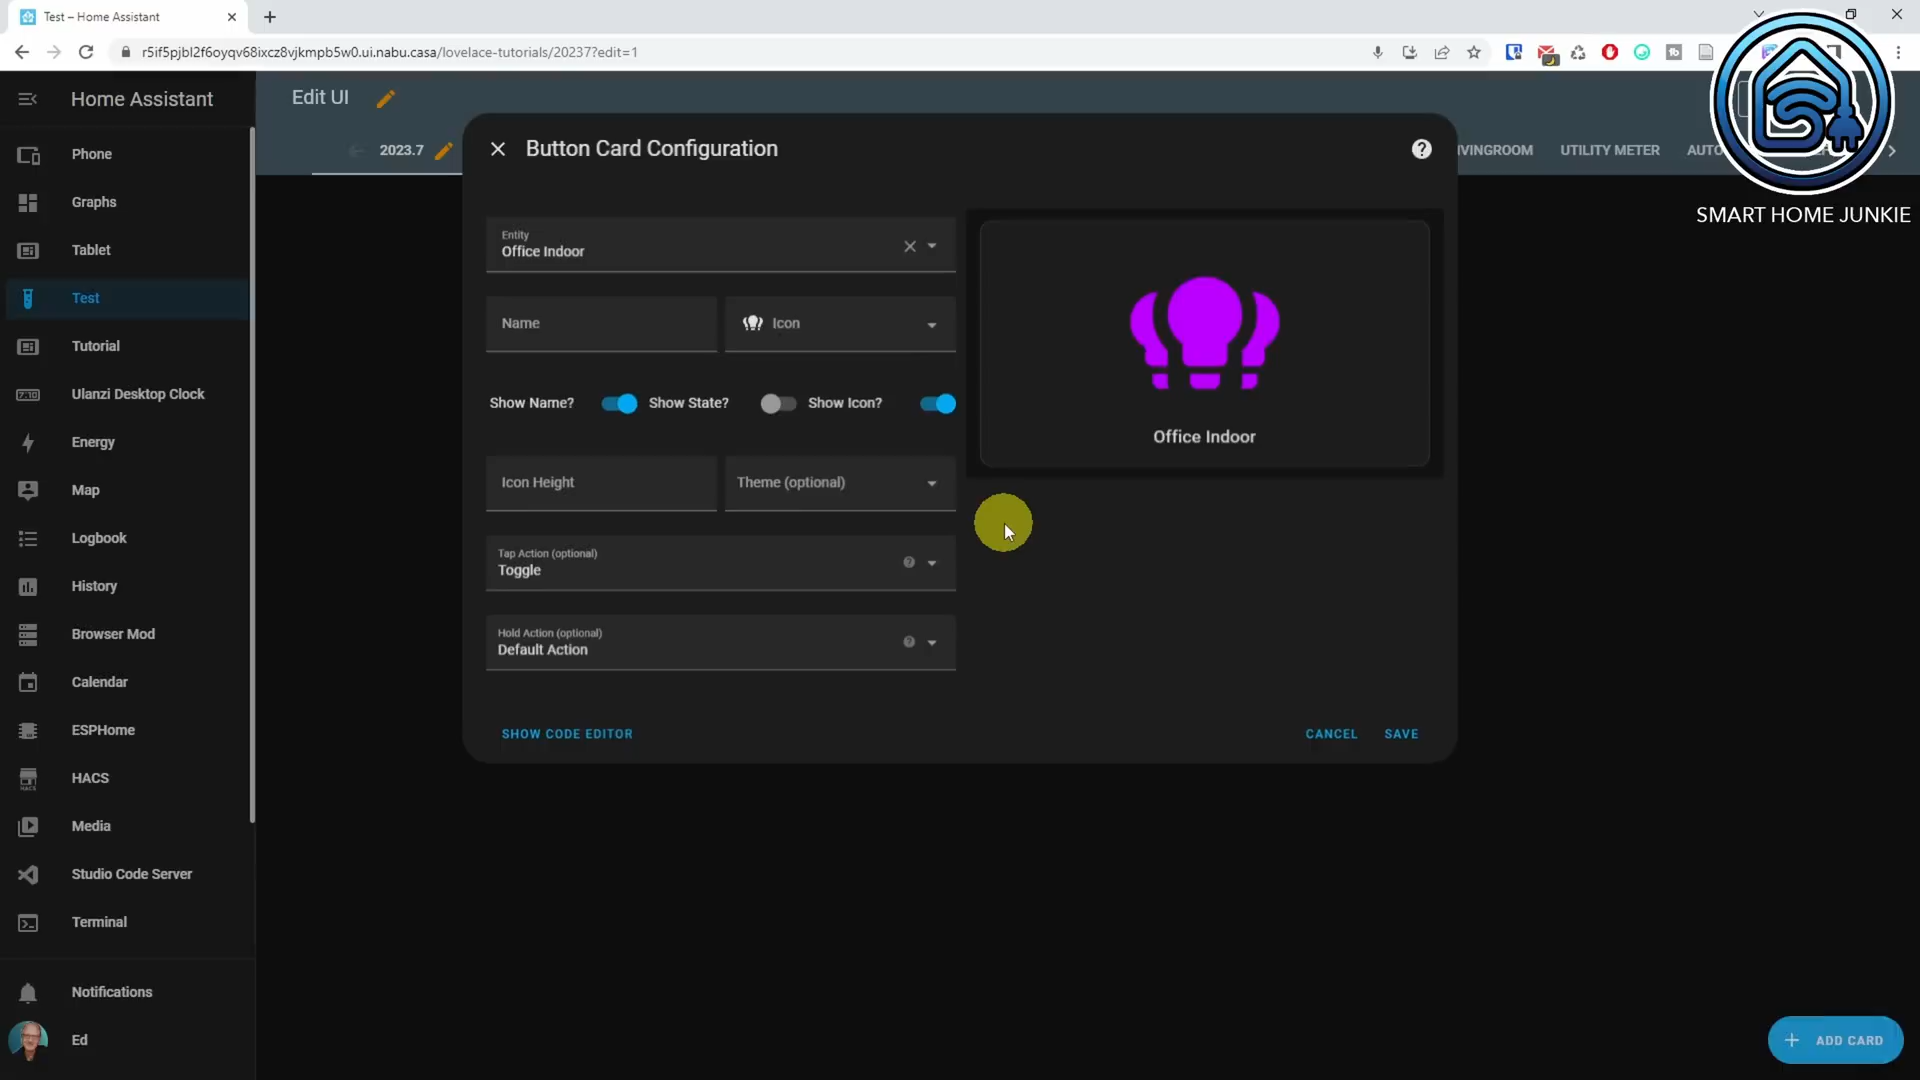 Test – Home Assistant
r5if5pjbl2f6oyqv68ixcz8vjkmpb5w0.ui.nabu.casa/lovelace-tutorials/20237?edit=1
Home Assistant
Edit UI
2023.7
IVINGROOM
UTILITY METER
AUTO
SMART HOME JUNKIE
Phone
Graphs
Tablet
Test
Tutorial
Ulanzi Desktop Clock
Energy
Map
Logbook
History
Browser Mod
Calendar
ESPHome
HACS
Media
Studio Code Server
Terminal
Notifications
Ed
Button Card Configuration
Entity
Office Indoor
Name
Icon
Show Name?
Show State?
Show Icon?
Icon Height
Theme (optional)
Tap Action (optional)
Toggle
Hold Action (optional)
Default Action
SHOW CODE EDITOR
CANCEL
SAVE
Office Indoor
ADD CARD